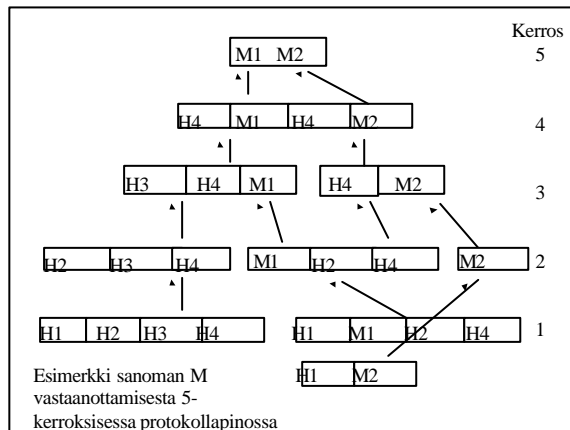 Kerros
M1 M2 5
H4 M1 H4 M2 4
H3 H4 M1 H4 M2 3
H2 H3 H4 M1 H2 H4 M2 2
H1 H2 H3 H4 H1 M1 H2 H4 1
H1 M2
Esimerkki sanoman M
vastaanottamisesta 5-
kerroksisessa protokollapinossa